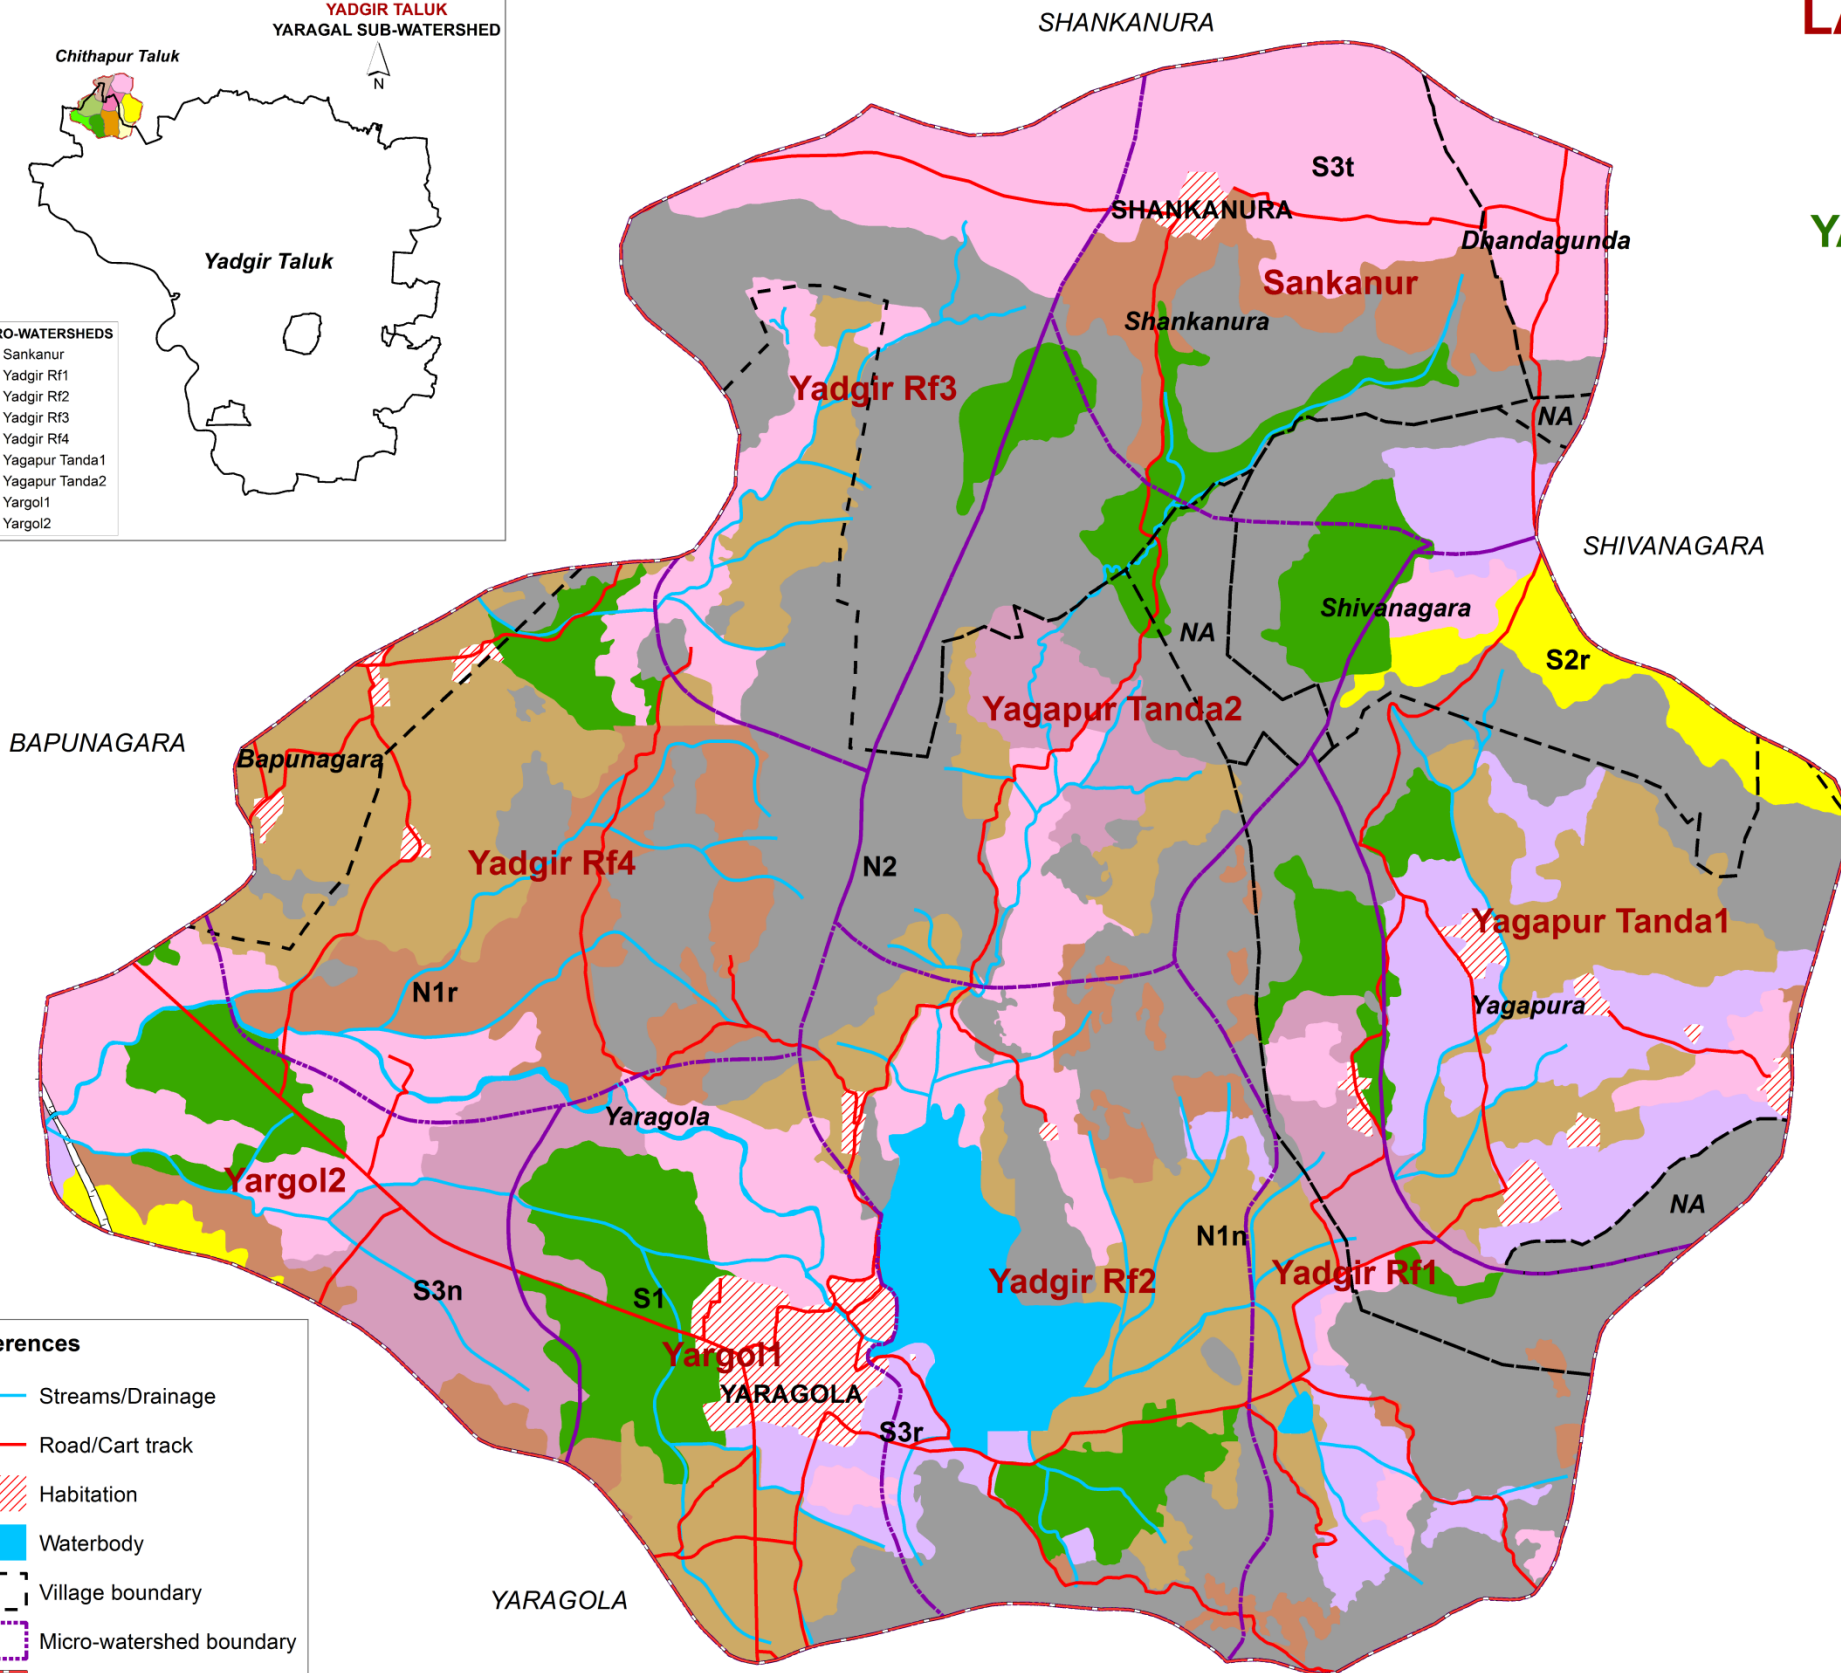 YADGIR TALUK
YARAGAL SUB-WATERSHED
Chithapur Taluk
N
Yadgir Taluk
RO-WATERSHEDS
Sankanur
Yadgir Rf1
Yadgir Rf2
Yadgir Rf3
Yadgir Rf4
Yagapur Tanda1
Yagapur Tanda2
Yargol1
Yargol2
SHANKANURA
LA
YA
S3t
SHANKANURA
Dhandagunda
Sankanur
Shankanura
Yadgir Rf3
NA
SHIVANAGARA
Shivanagara
NA
S2r
Yagapur Tanda2
BAPUNAGARA
Bapunagara
Yadgir Rf4
N2
Yagapur Tanda1
N1r
Yagapura
Yaragola
Yargol2
NA
N1n
S3n
S1
Yadgir Rf2
Yadgir Rf1
Yargol1
YARAGOLA
S3r
YARAGOLA
erences
Streams/Drainage
Road/Cart track
Habitation
Waterbody
Village boundary
Micro-watershed boundary